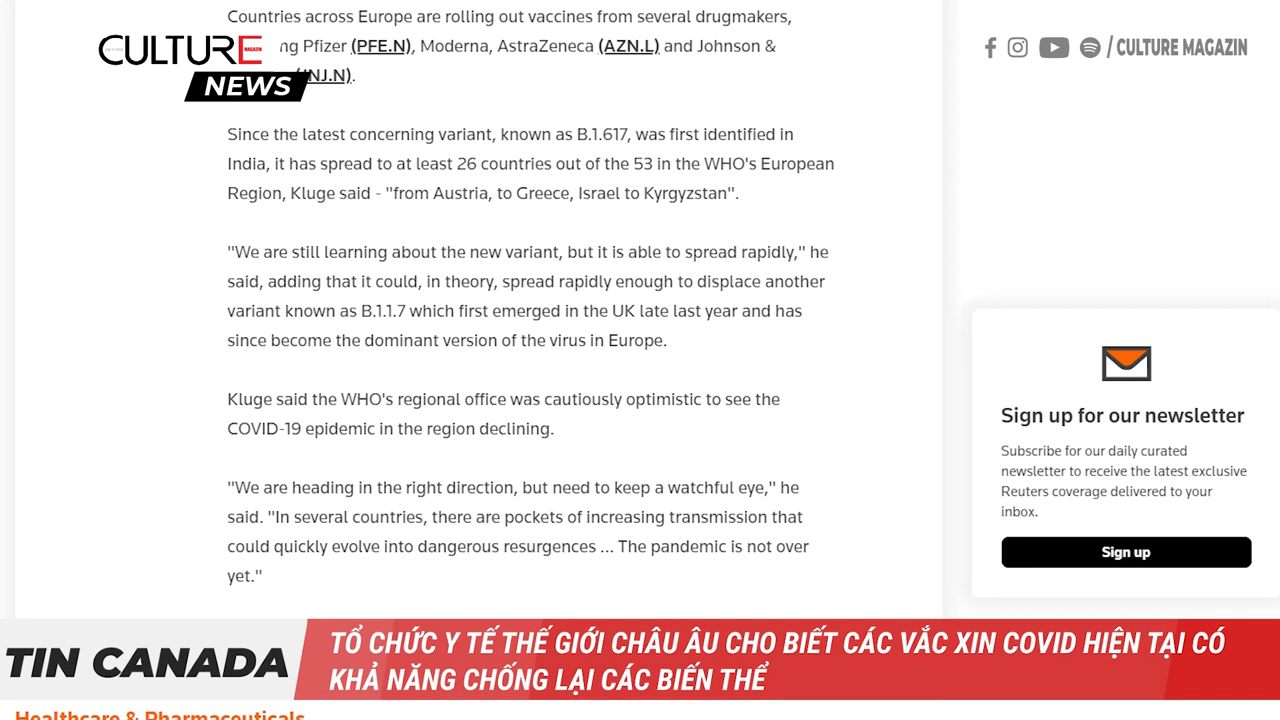 Countries across Europe are rolling out vaccines from several drugmakers,
Pfizer (PFE.N), Moderna, AstraZeneca (AZN.L) and Johnson &
CULTURE
MAGAZIN
NEWS
/ CULTURE MAGAZIN
Since the latest concerning variant, known as B.1.617, was first identified in
India, it has spread to at least 26 countries out of the 53 in the WHO's European
Region, Kluge said - "from Austria, to Greece, Israel to Kyrgyzstan".
"We are still learning about the new variant, but it is able to spread rapidly," he
said, adding that it could, in theory, spread rapidly enough to displace another
variant known as B.1.1.7 which first emerged in the UK late last year and has
since become the dominant version of the virus in Europe.
Kluge said the WHO's regional office was cautiously optimistic to see the
COVID-19 epidemic in the region declining.
"We are heading in the right direction, but need to keep a watchful eye," he
said. "In several countries, there are pockets of increasing transmission that
could quickly evolve into dangerous resurgences ... The pandemic is not over
yet."
Sign up for our newsletter
Subscribe for our daily curated
newsletter to receive the latest exclusive
Reuters coverage delivered to your
inbox.
Sign up
TIN CANADA
TỔ CHỨC Y TẾ THẾ GIỚI CHÂU ÂU CHO BIẾT CÁC VẮC XIN COVID HIỆN TẠI CÓ
KHẢ NĂNG CHỐNG LẠI CÁC BIẾN THỂ
Healthcare & Pharmaceuticals